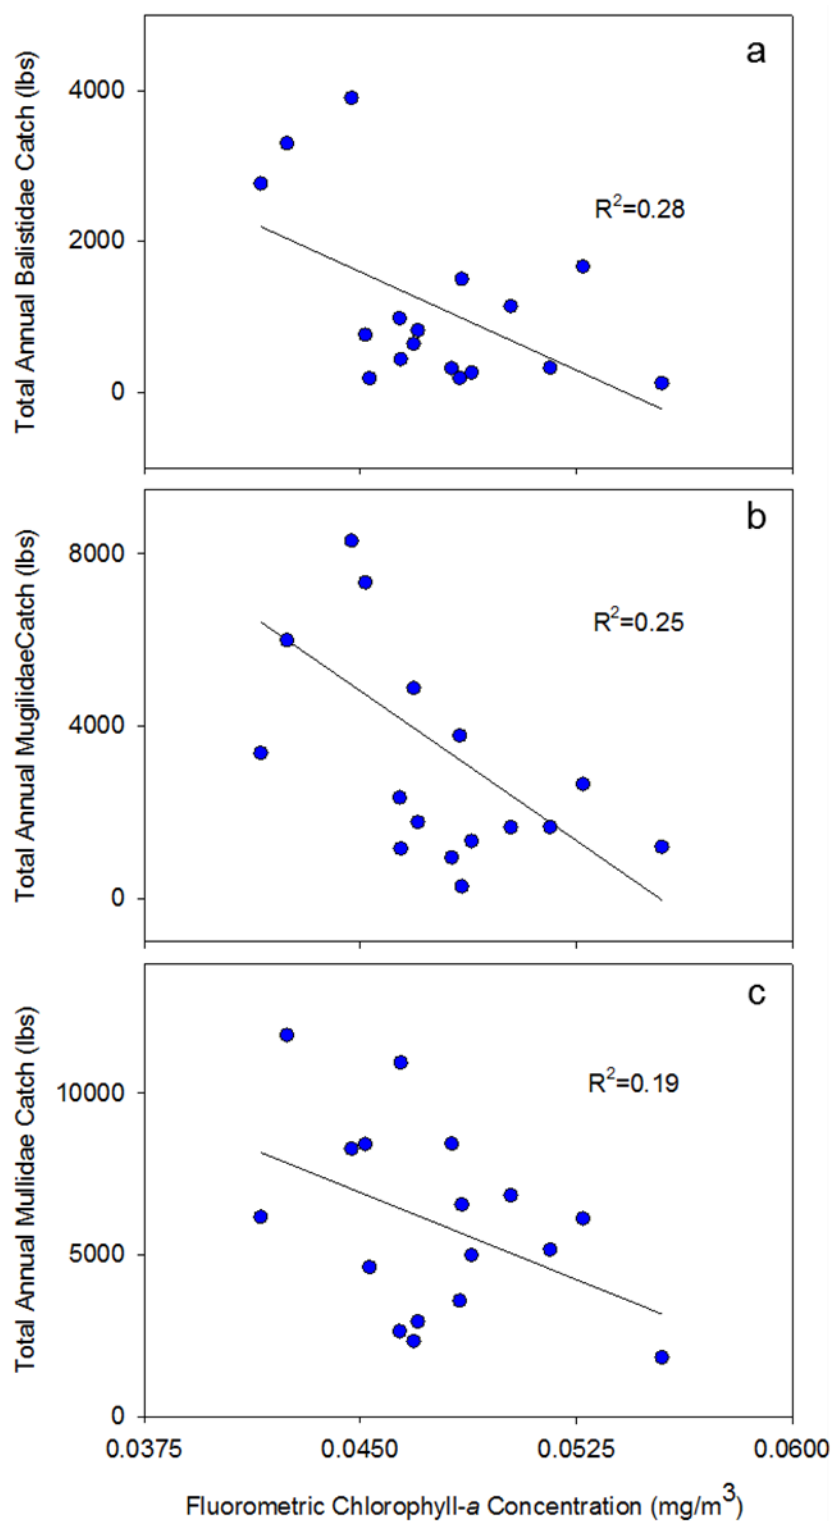 a
4000
2000
0
R²=0.28
Total Annual Balistidae Catch (lbs)
b
8000
4000
0
R²=0.25
Total Annual MugilidaeCatch (lbs)
c
10000
5000
0
R²=0.19
Total Annual Mullidae Catch (lbs)
0.0375 0.0450 0.0525 0.0600
Fluorometric Chlorophyll-a Concentration (mg/m³)